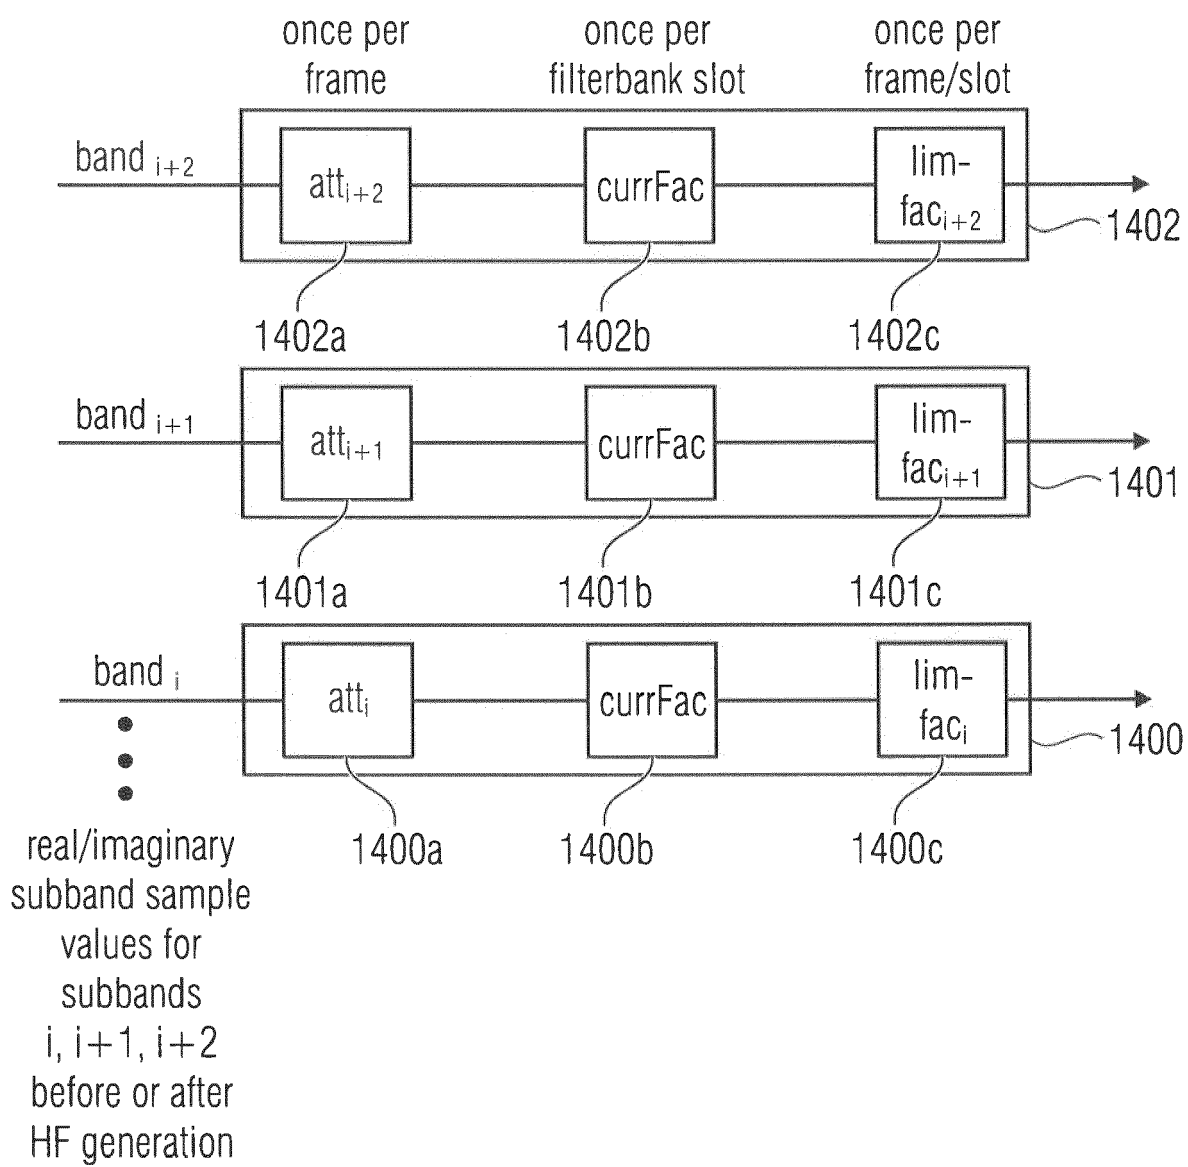 once per
frame
once per
filterbank slot
once per
frame/slot
band i+2
att i+2
currFac
lim-
fac i+2
1402
1402a
1402b
1402c
band i+1
att i+1
currFac
lim-
fac i+1
1401
1401a
1401b
1401c
band i
att i
currFac
lim-
fac i
1400
1400a
1400b
1400c
real/imaginary
subband sample
values for
subbands
i, i+1, i+2
before or after
HF generation